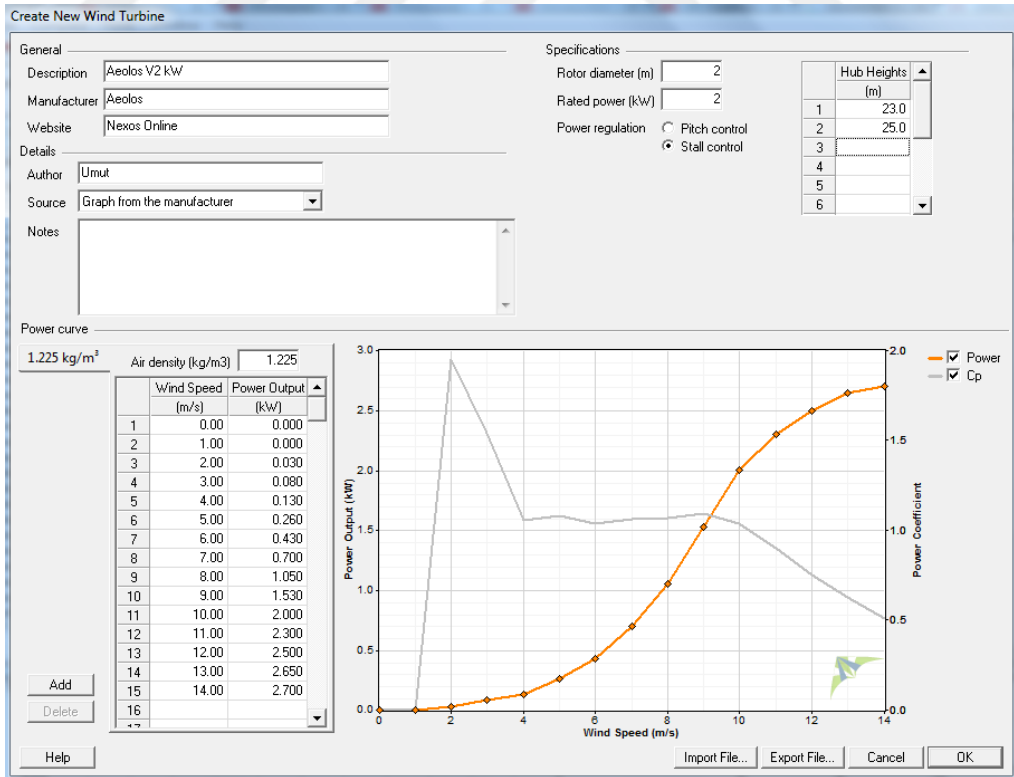 Create New Wind Turbine
General
Description Aeolos V2 kW
Manufacturer Aeolos
Website Nexos Online
Details
Author Umut
Source Graph from the manufacturer
Notes
Specifications
Rotor diameter (m) 2
Rated power (kW) 2
Power regulation Pitch control
Stall control
Hub Heights
(m)
1 23.0
2 25.0
3
4
5
6
Power curve
1.225 kg/m³
Air density (kg/m3) 1.225
Wind Speed Power Output
(m/s) (kW)
1 0.00 0.000
2 1.00 0.000
3 2.00 0.030
4 3.00 0.080
5 4.00 0.130
6 5.00 0.260
7 6.00 0.430
8 7.00 0.700
9 8.00 1.050
10 9.00 1.530
11 10.00 2.000
12 11.00 2.300
13 12.00 2.500
14 13.00 2.650
15 14.00 2.700
16
Add
Delete
Power Output (kW)
3.0
2.5
2.0
1.5
1.0
0.5
0.0
0 2 4 6 8 10 12 14
Wind Speed (m/s)
2.0
1.5
1.0
0.5
0.0
Power Coefficient
Power
Cp
Help
Import File... Export File... Cancel OK